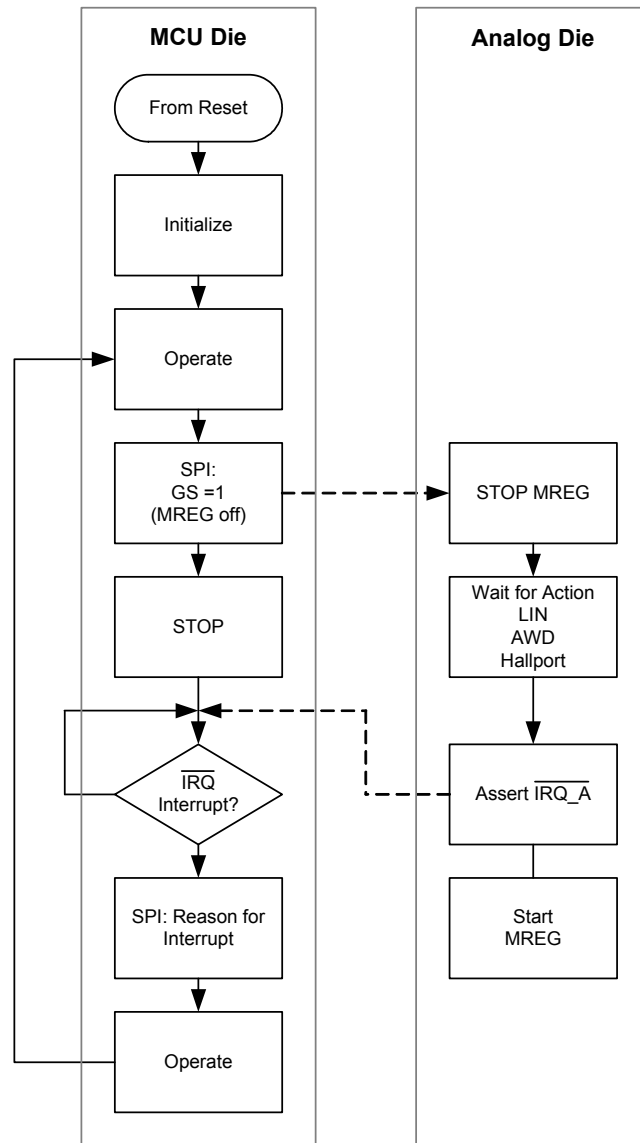 MCU Die
From Reset
Initialize
Operate
SPI:
GS =1
(MREG off)
STOP
IRQ
Interrupt?
SPI: Reason for
Interrupt
Operate
Analog Die
STOP MREG
Wait for Action
LIN
AWD
Hallport
Assert IRQ_A
Start
MREG